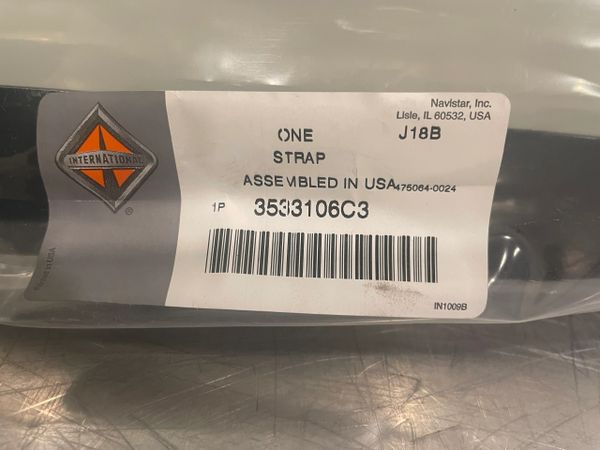 Navistar, Inc.
Lisle, IL 60532, USA
ONE
J18B
STRAP
INTERNATIONAL
®
ASSEMBLED IN USA
475064-0024
1P
3533106C3
IN1009B